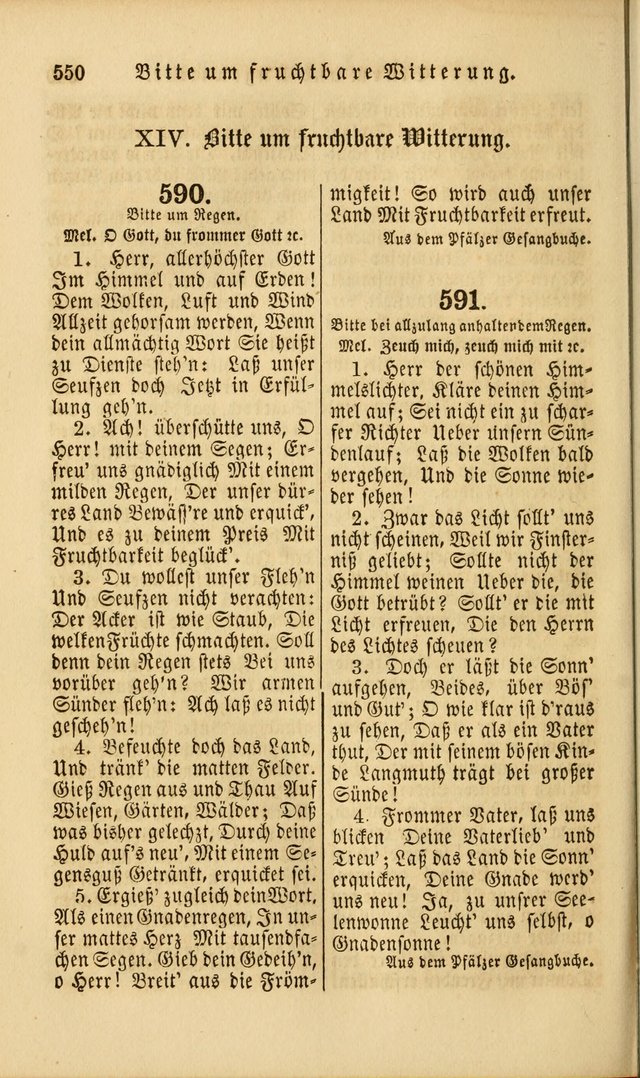 550 Bitte um fruchtbare Witterung.
XIV. Bitte um fruchtbare Witterung.
590.
Bitte um Regen.
Mel. O Gott, du frommer Gott ꝛc.
1. Herr, allerhöchster Gott
Im Himmel und auf Erden!
Dem Wolken, Luft und Wind
Allzeit gehorsam werden, Wenn
dein allmächtig Wort Sie heißt
zu Dienste steh'n: Laß unser
Seufzen doch Jetzt in Erfül-
lung geh'n.
2. Ach! überschütte uns, O
Herr! mit deinem Segen; Er-
freu' uns gnädiglich Mit einem
milden Regen, Der unser dür-
res Land Bewäss're und erquick',
Und es zu deinem Preis Mit
Fruchtbarkeit beglück'.
3. Du wollest unser Fleh'n
Und Seufzen nicht verachten:
Der Acker ist wie Staub, Die
welken Früchte schmachten. Soll
denn dein Regen stets Bei uns
vorüber geh'n? Wir armen
Sünder fleh'n: Ach laß es nicht
gescheh'n!
4. Befeuchte doch das Land,
Und tränk' die matten Felder.
Gieß Regen aus und Thau Auf
Wiesen, Gärten, Wälder; Daß
was bisher gelechzt, Durch deine
Huld auf's neu', Mit einem Se-
gensguß Getränkt, erquicket sei.
5. Ergieß' zugleich dein Wort,
Als einen Gnadenregen, In un-
ser mattes Herz Mit tausendfa-
chen Segen. Gieb dein Gedeih'n,
o Herr! Breit' aus die Fröm-
migkeit! So wird auch unser
Land Mit Fruchtbarkeit erfreut.
Aus dem Pfälzer Gesangbuche.
591.
Bitte bei allzulang anhaltendem Regen.
Mel. Zeuch mich, zeuch mich mit ꝛc.
1. Herr der schönen Him-
melslichter, Kläre deinen Him-
mel auf; Sei nicht ein zu schar-
fer Richter Ueber unsern Sün-
denlauf; Laß die Wolken bald
vergehen, Und die Sonne wie-
der sehen!
2. Zwar das Licht sollt' uns
nicht scheinen, Weil wir Finster-
niß geliebt; Sollte nicht der
Himmel weinen Ueber die, die
Gott betrübt? Sollt' er die mit
Licht erfreuen, Die den Herrn
des Lichtes scheuen?
3. Doch er läßt die Sonn'
aufgehen, Beides, über Bös'
und Gut'; O wie klar ist d'raus
zu sehen, Daß er als ein Vater
thut, Der mit seinem bösen Kin-
de Langmuth trägt bei großer
Sünde!
4. Frommer Vater, laß uns
blicken Deine Vaterlieb' und
Treu'; Laß das Land die Sonn'
erquicken, Deine Gnade werd'
uns neu! Ja, zu unsrer See-
lenwonne Leucht' uns selbst, o
Gnadensonne!
Aus dem Pfälzer Gesangbuche.